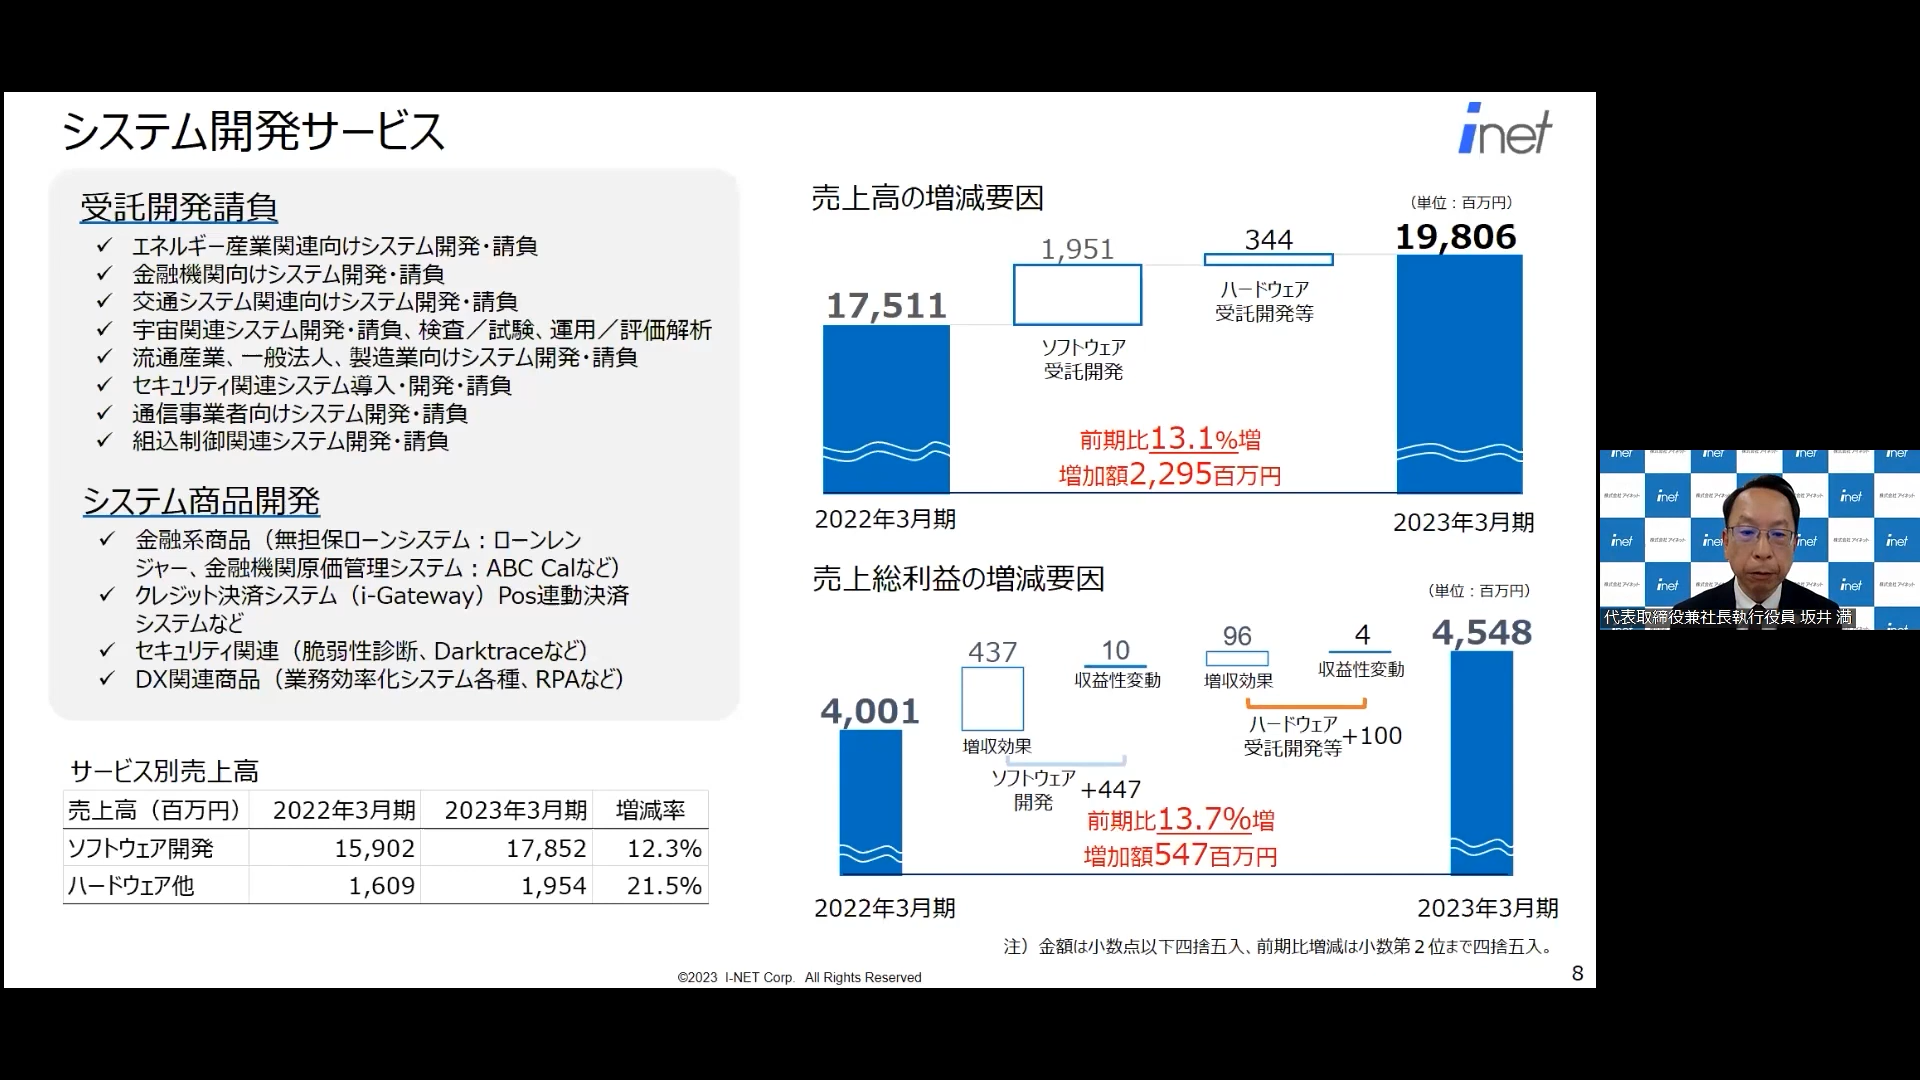 システム開発サービス
inet
受託開発請負
✓ エネルギー産業関連向けシステム開発・請負
✓ 金融機関向けシステム開発・請負
✓ 交通システム関連向けシステム開発・請負
✓ 宇宙関連システム開発・請負、検査／試験、運用／評価解析
✓ 流通産業、一般法人、製造業向けシステム開発・請負
✓ セキュリティ関連システム導入・開発・請負
✓ 通信事業者向けシステム開発・請負
✓ 組込制御関連システム開発・請負
システム商品開発
✓ 金融系商品（無担保ローンシステム：ローンレン
ジャー、金融機関原価管理システム：ABC Calなど）
✓ クレジット決済システム（i-Gateway）Pos連動決済
システムなど
✓ セキュリティ関連（脆弱性診断、Darktraceなど）
✓ DX関連商品（業務効率化システム各種、RPAなど）
サービス別売上高
売上高（百万円） 2022年3月期 2023年3月期 増減率
ソフトウェア開発 15,902 17,852 12.3%
ハードウェア他 1,609 1,954 21.5%
売上高の増減要因
（単位：百万円）
17,511
1,951
344
19,806
ソフトウェア
受託開発
ハードウェア
受託開発等
前期比13.1%増
増加額2,295百万円
2022年3月期
2023年3月期
売上総利益の増減要因
（単位：百万円）
4,001
437
10
96
4
4,548
増収効果
収益性変動
増収効果
収益性変動
ソフトウェア
開発
+447
ハードウェア
受託開発等
+100
前期比13.7%増
増加額547百万円
2022年3月期
2023年3月期
注）金額は小数点以下四捨五入、前期比増減は小数第２位まで四捨五入。
©2023 I-NET Corp. All Rights Reserved
8
inet
株式会社アイネット
代表取締役兼社長執行役員 坂井 満